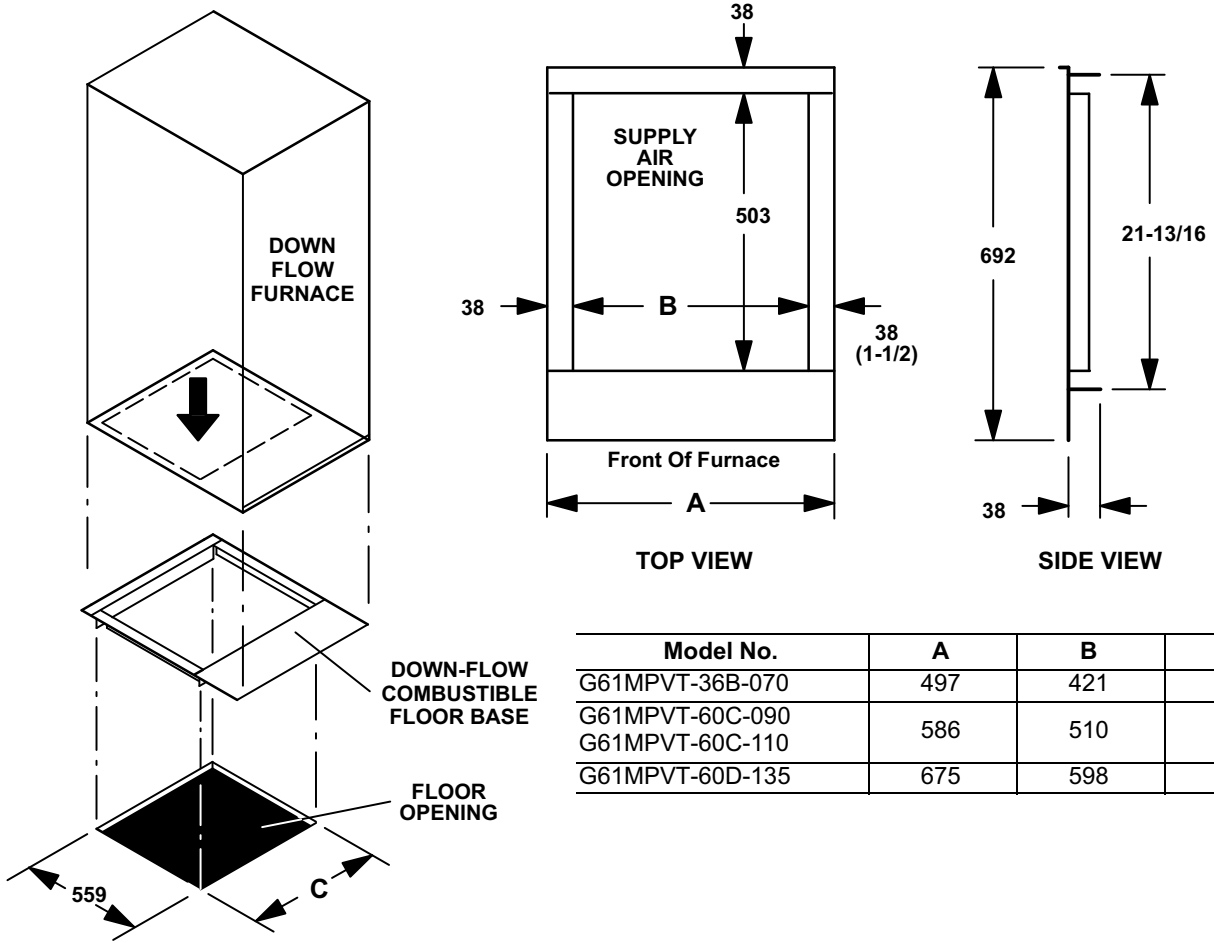 DOWN
FLOW
FURNACE
DOWN-FLOW
COMBUSTIBLE
FLOOR BASE
FLOOR
OPENING
559
C
38
SUPPLY
AIR
OPENING
503
38
B
38
(1-1/2)
Front Of Furnace
A
TOP VIEW
692
21-13/16
38
SIDE VIEW
Model No. A B
G61MPVT-36B-070 497 421
G61MPVT-60C-090
G61MPVT-60C-110 586 510
G61MPVT-60D-135 675 598